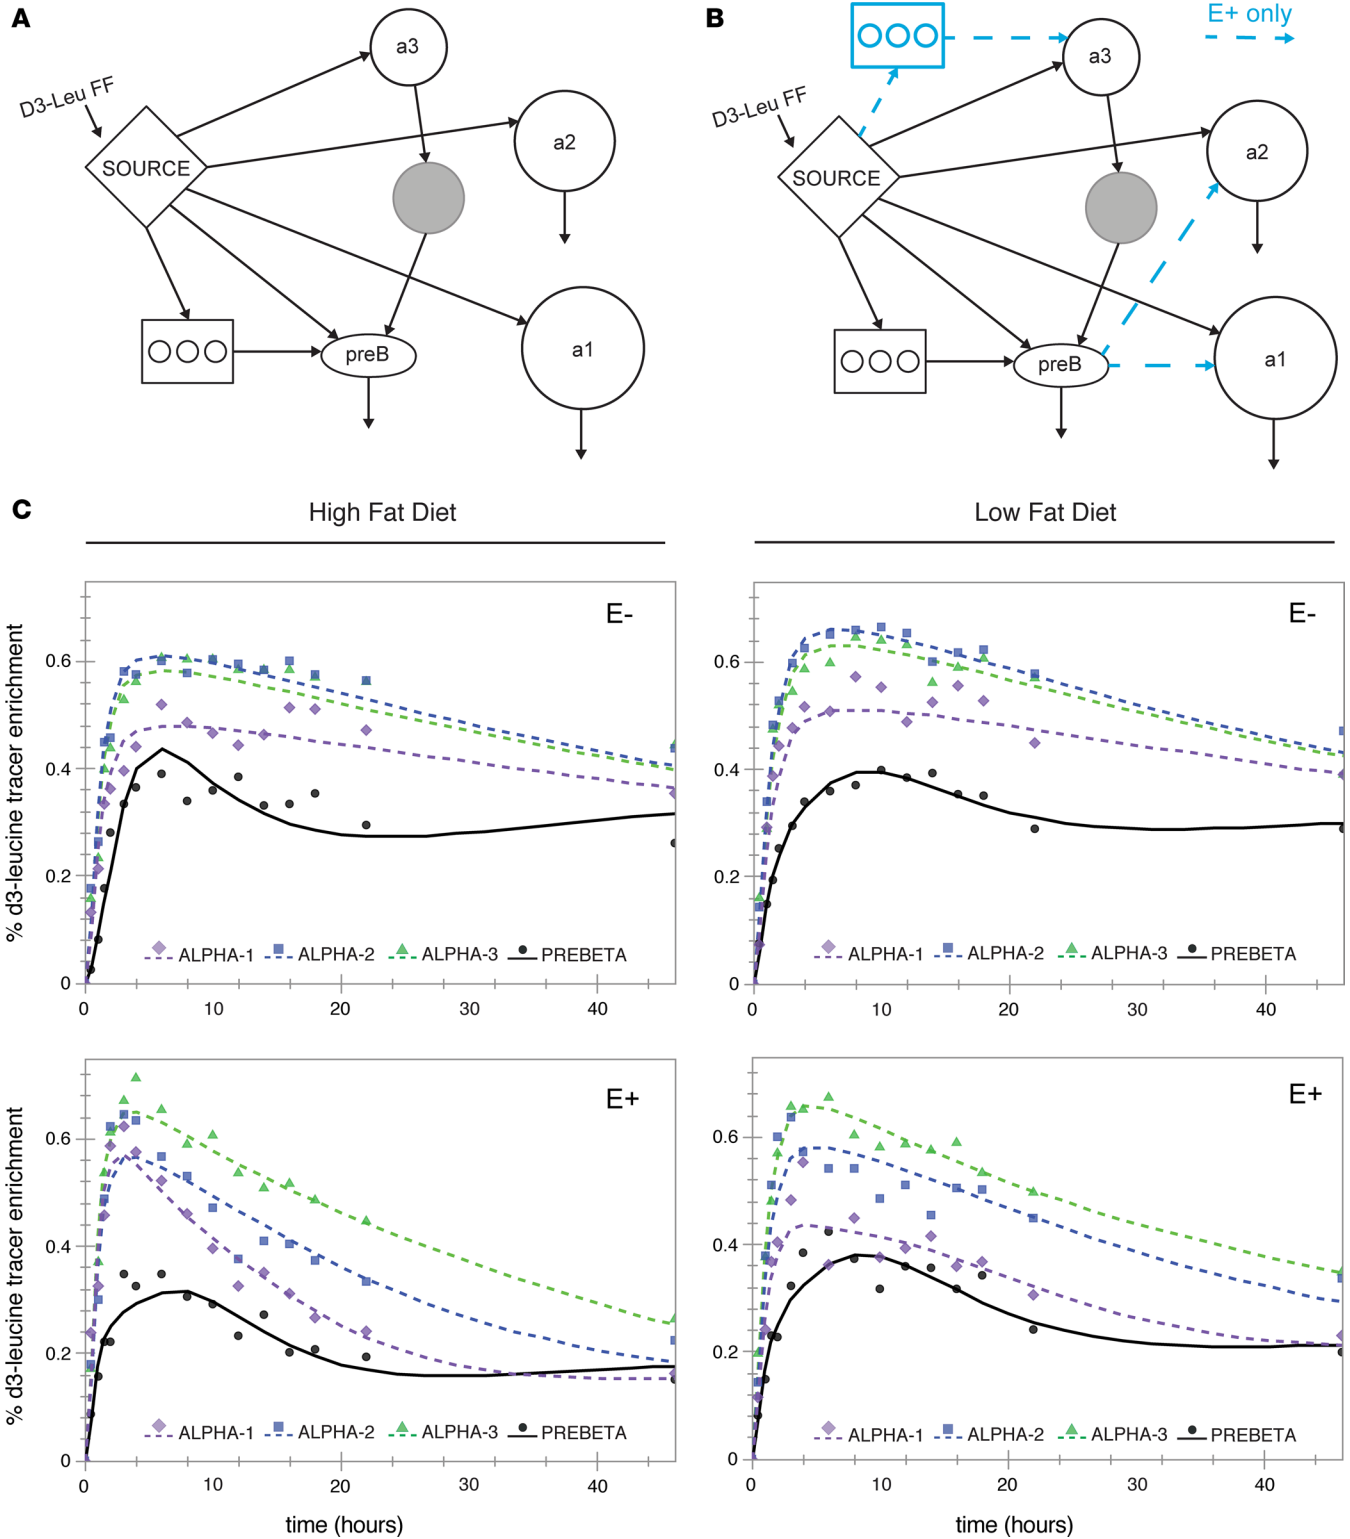 A
a3
D3-Leu FF
SOURCE
a2
preB
a1
B
E+ only
a3
D3-Leu FF
SOURCE
a2
preB
a1
C
High Fat Diet
Low Fat Diet
% d3-leucine tracer enrichment
E-
0.6
0.4
0.2
0
ALPHA-1 ALPHA-2 ALPHA-3 PREBETA
0 10 20 30 40
E-
0.6
0.4
0.2
0
ALPHA-1 ALPHA-2 ALPHA-3 PREBETA
0 10 20 30 40
% d3-leucine tracer enrichment
E+
0.6
0.4
0.2
0
ALPHA-1 ALPHA-2 ALPHA-3 PREBETA
0 10 20 30 40
time (hours)
E+
0.6
0.4
0.2
0
ALPHA-1 ALPHA-2 ALPHA-3 PREBETA
0 10 20 30 40
time (hours)